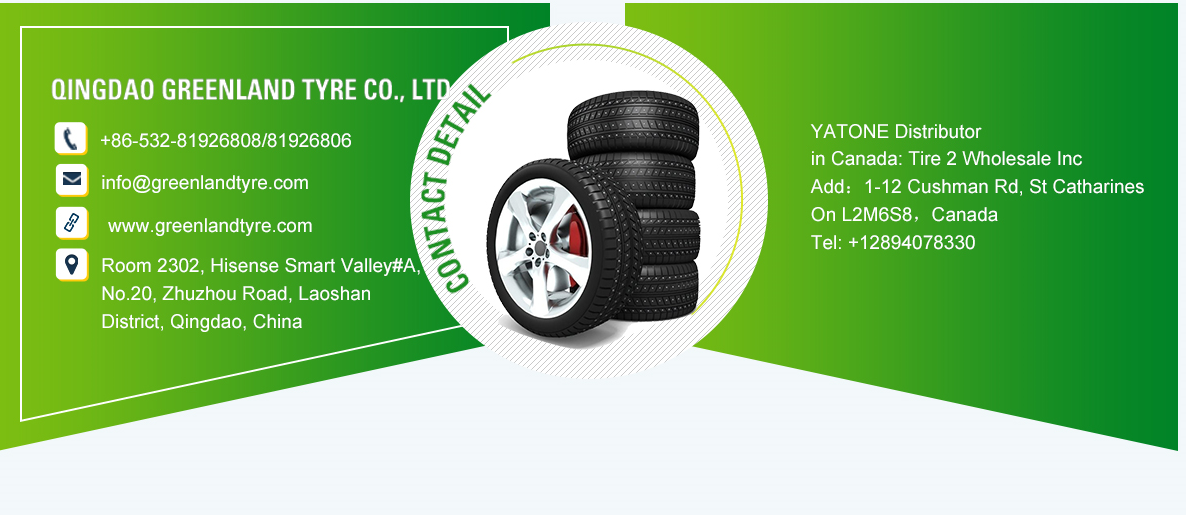 QINGDAO GREENLAND TYRE CO., LTD
+86-532-81926808/81926806
info@greenlandtyre.com
www.greenlandtyre.com
Room 2302, Hisense Smart Valley#A,
No.20, Zhuzhou Road, Laoshan
District, Qingdao, China
CONTACT DETAIL
YATONE Distributor
in Canada: Tire 2 Wholesale Inc
Add：1-12 Cushman Rd, St Catharines
On L2M6S8，Canada
Tel: +12894078330